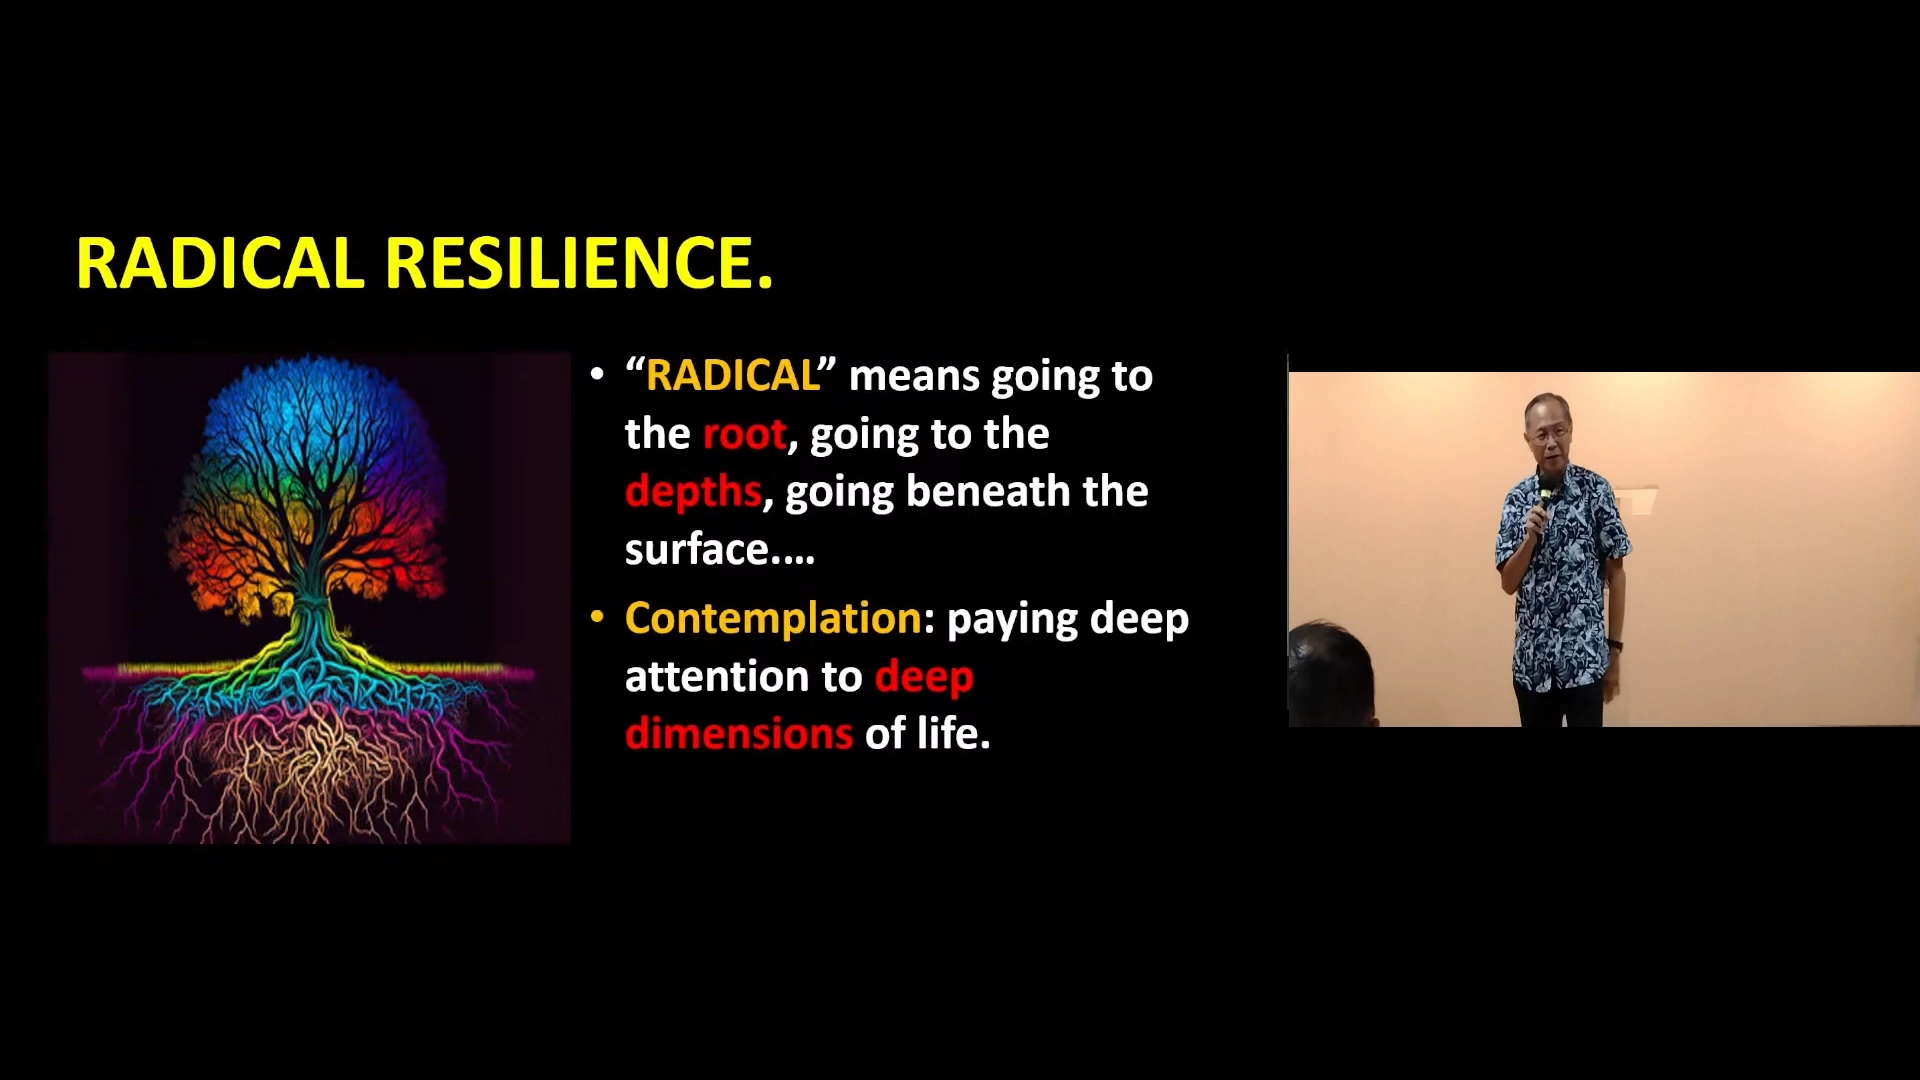 RADICAL RESILIENCE.
• “RADICAL” means going to
the root, going to the
depths, going beneath the
surface....
• Contemplation: paying deep
attention to deep
dimensions of life.